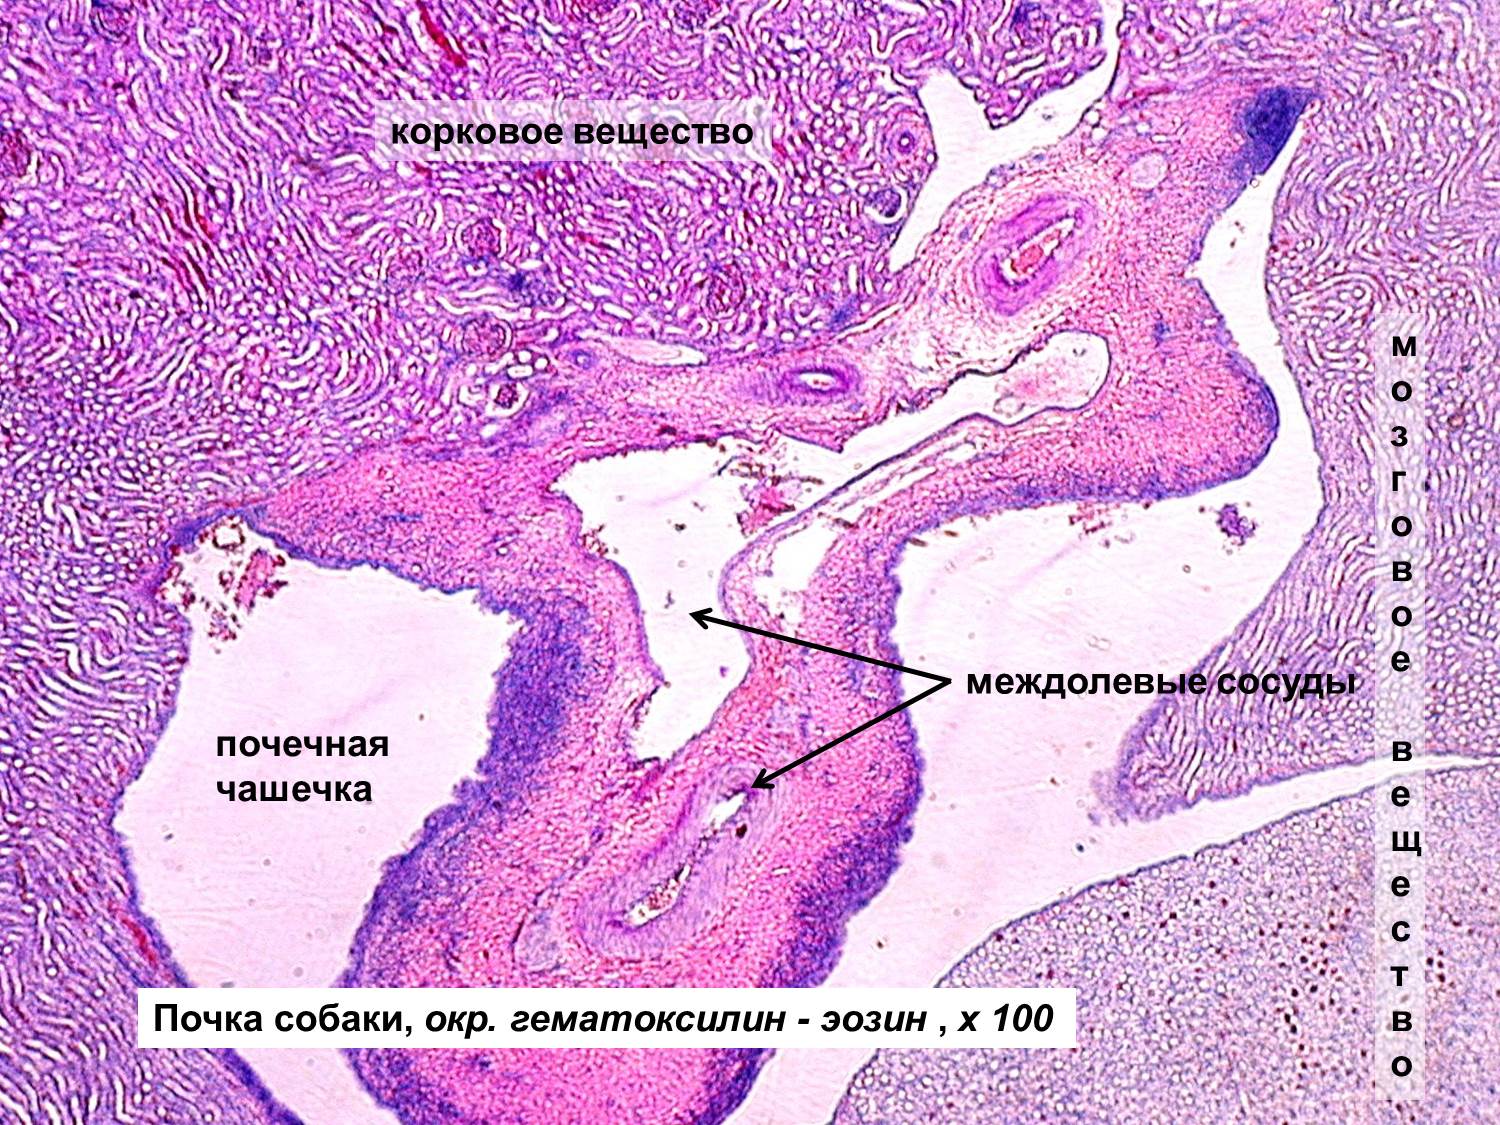 корковое вещество
мозговое вещество
междолевые сосуды
почечная
чашечка
Почка собаки, окр. гематоксилин - эозин , х 100